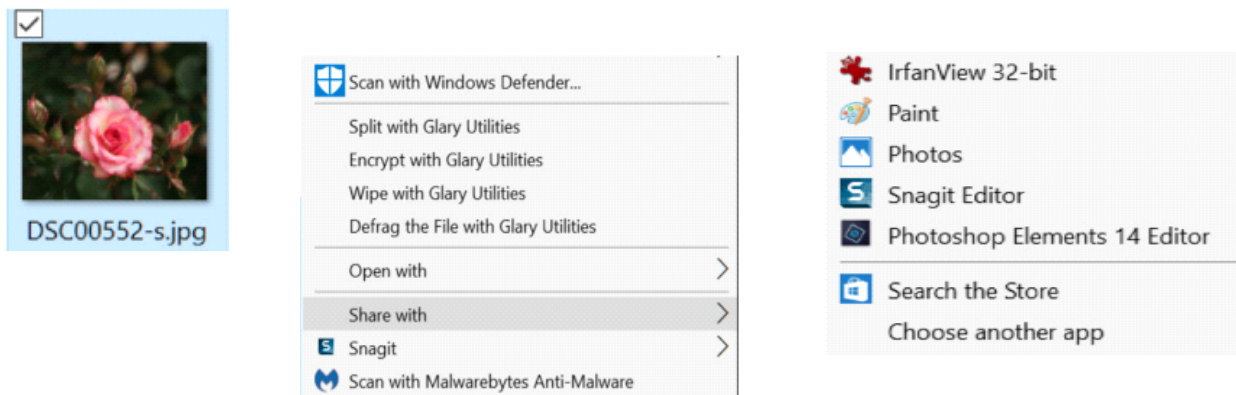 DSC00552-s.jpg
Scan with Windows Defender...
Split with Glary Utilities
Encrypt with Glary Utilities
Wipe with Glary Utilities
Defrag the File with Glary Utilities
Open with
Share with
Snagit
Scan with Malwarebytes Anti-Malware
IrfanView 32-bit
Paint
Photos
Snagit Editor
Photoshop Elements 14 Editor
Search the Store
Choose another app